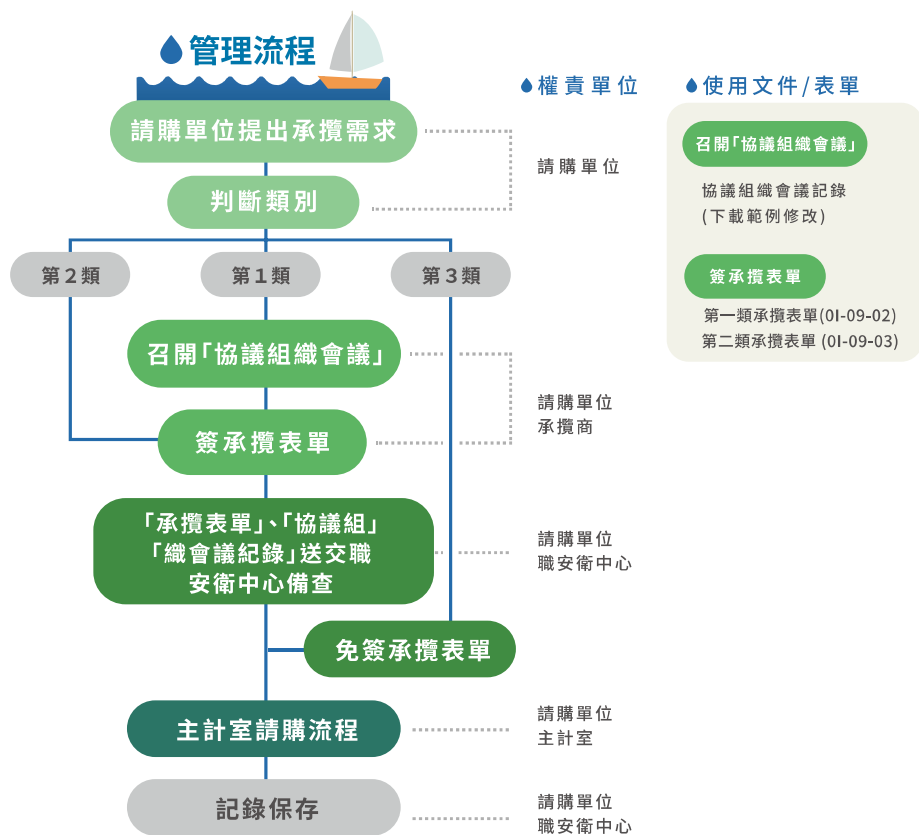 管理流程
權責單位
使用文件/表單
請購單位提出承攬需求
判斷類別
請購單位
召開「協議組織會議」
協議組織會議記錄
(下載範例修改)
簽承攬表單
第一類承攬表單(0I-09-02)
第二類承攬表單 (0I-09-03)
第2類
第1類
第3類
召開「協議組織會議」
簽承攬表單
請購單位
承攬商
「承攬表單」、「協議組」
「織會議紀錄」送交職
安衛中心備查
請購單位
職安衛中心
免簽承攬表單
主計室請購流程
請購單位
主計室
記錄保存
請購單位
職安衛中心